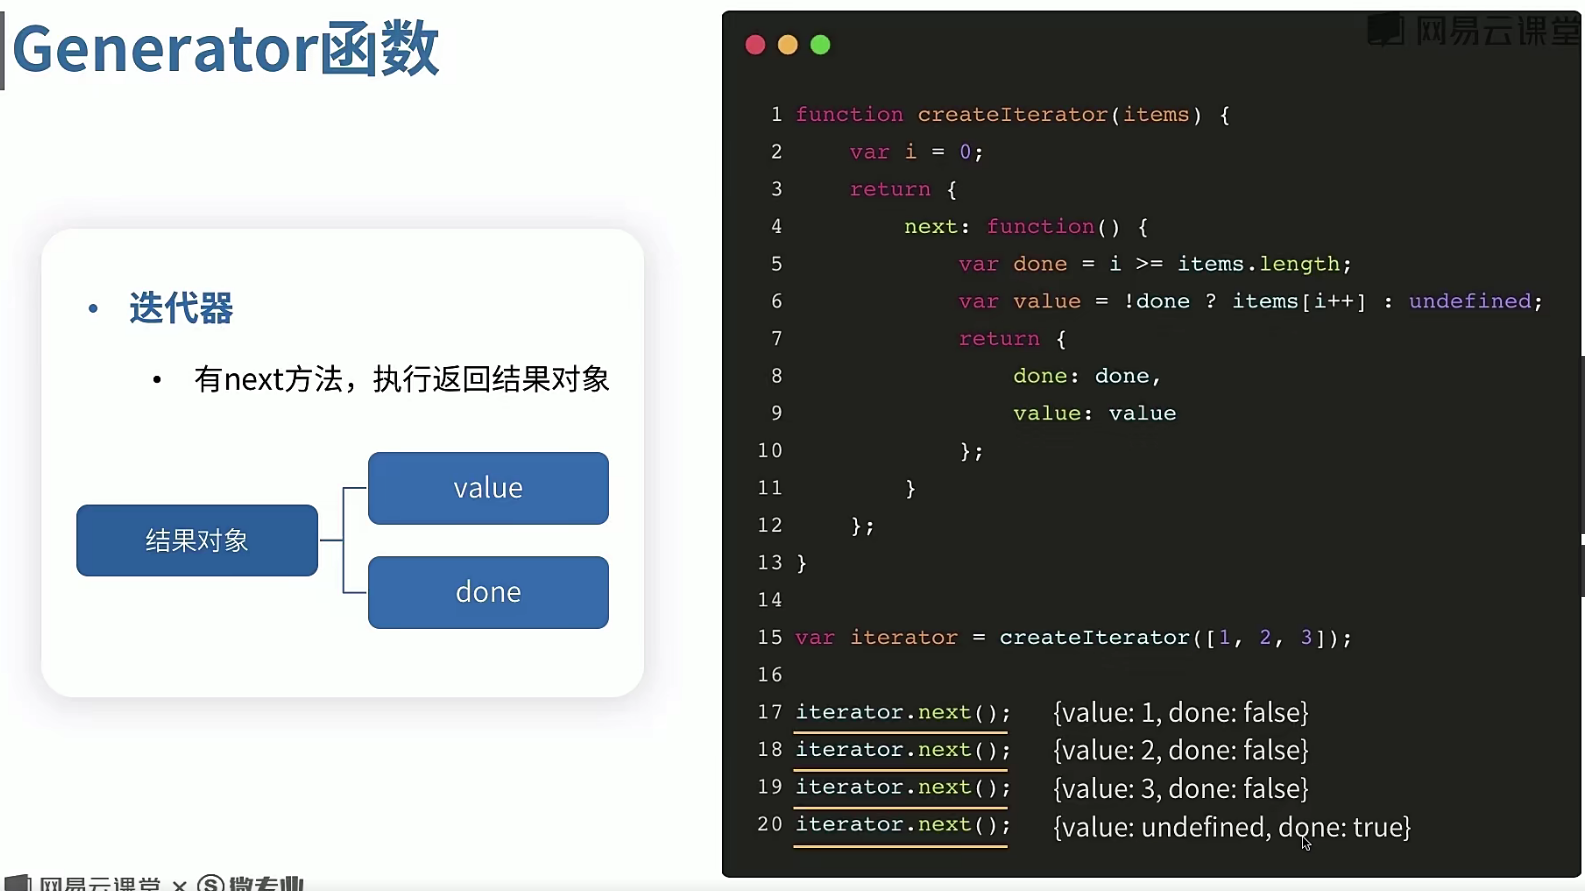 Generator函数
• 迭代器
• 有next方法，执行返回结果对象
结果对象
value
done
网易云课堂 × S 微专业
网易云课堂
1 function createIterator(items) {
2     var i = 0;
3     return {
4         next: function() {
5             var done = i >= items.length;
6             var value = !done ? items[i++] : undefined;
7             return {
8                 done: done,
9                 value: value
10             };
11         }
12     };
13 }
14
15 var iterator = createIterator([1, 2, 3]);
16
17 iterator.next(); {value: 1, done: false}
18 iterator.next(); {value: 2, done: false}
19 iterator.next(); {value: 3, done: false}
20 iterator.next(); {value: undefined, done: true}